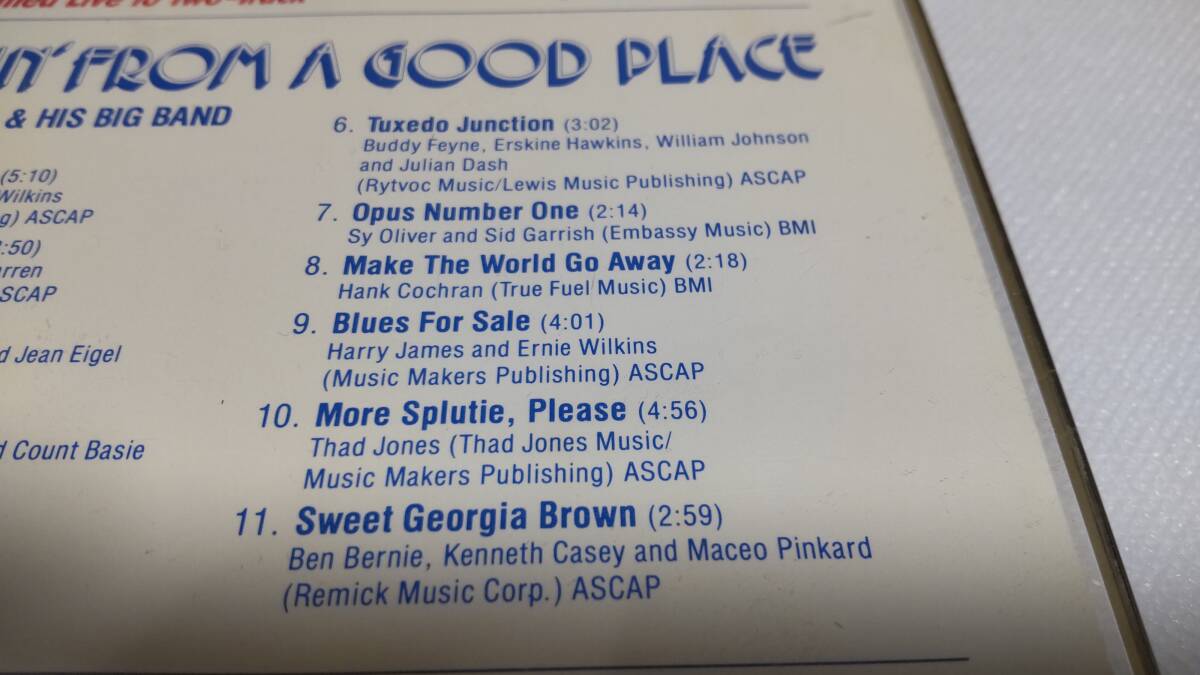 Live To Two-Track
FROM A GOOD PLACE
& HIS BIG BAND
(5:10)
Wilkins
ASCAP
:50)
Jean Eigel
Count Basie
6. Tuxedo Junction (3:02)
Buddy Feyne, Erskine Hawkins, William Johnson
and Julian Dash
(Rytvoc Music/Lewis Music Publishing) ASCAP
7. Opus Number One (2:14)
Sy Oliver and Sid Garrish (Embassy Music) BMI
8. Make The World Go Away (2:18)
Hank Cochran (True Fuel Music) BMI
9. Blues For Sale (4:01)
Harry James and Ernie Wilkins
(Music Makers Publishing) ASCAP
10. More Splutie, Please (4:56)
Thad Jones (Thad Jones Music/
Music Makers Publishing) ASCAP
11. Sweet Georgia Brown (2:59)
Ben Bernie, Kenneth Casey and Maceo Pinkard
(Remick Music Corp.) ASCAP